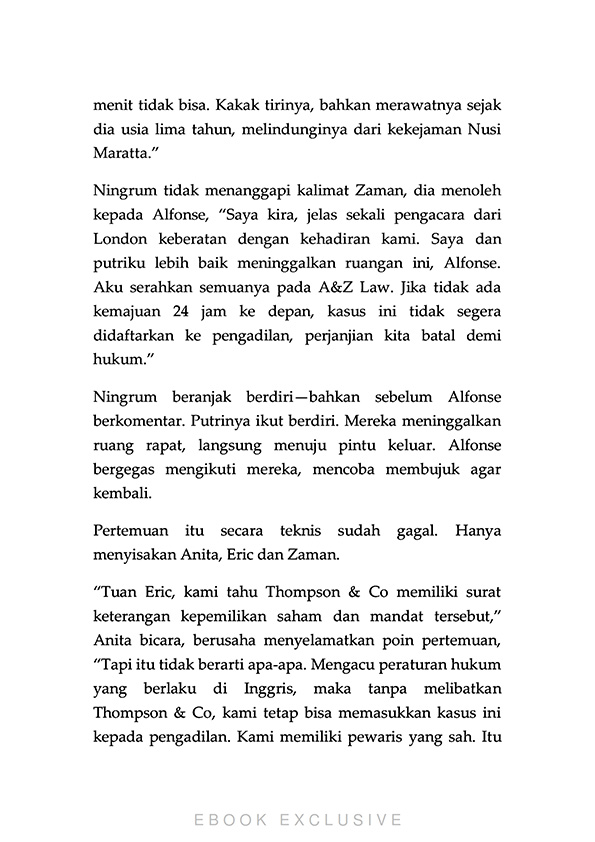 menit tidak bisa. Kakak tirinya, bahkan merawatnya sejak
dia usia lima tahun, melindunginya dari kekejaman Nusi
Maratta.”
Ningrum tidak menanggapi kalimat Zaman, dia menoleh
kepada Alfonse, “Saya kira, jelas sekali pengacara dari
London keberatan dengan kehadiran kami. Saya dan
putriku lebih baik meninggalkan ruangan ini, Alfonse.
Aku serahkan semuanya pada A&Z Law. Jika tidak ada
kemajuan 24 jam ke depan, kasus ini tidak segera
didaftarkan ke pengadilan, perjanjian kita batal demi
hukum.”
Ningrum beranjak berdiri—bahkan sebelum Alfonse
berkomentar. Putrinya ikut berdiri. Mereka meninggalkan
ruang rapat, langsung menuju pintu keluar. Alfonse
bergegas mengikuti mereka, mencoba membujuk agar
kembali.
Pertemuan itu secara teknis sudah gagal. Hanya
menyisakan Anita, Eric dan Zaman.
“Tuan Eric, kami tahu Thompson & Co memiliki surat
keterangan kepemilikan saham dan mandat tersebut,”
Anita bicara, berusaha menyelamatkan poin pertemuan,
“Tapi itu tidak berarti apa-apa. Mengacu peraturan hukum
yang berlaku di Inggris, maka tanpa melibatkan
Thompson & Co, kami tetap bisa memasukkan kasus ini
kepada pengadilan. Kami memiliki pewaris yang sah. Itu
EBOOK EXCLUSIVE